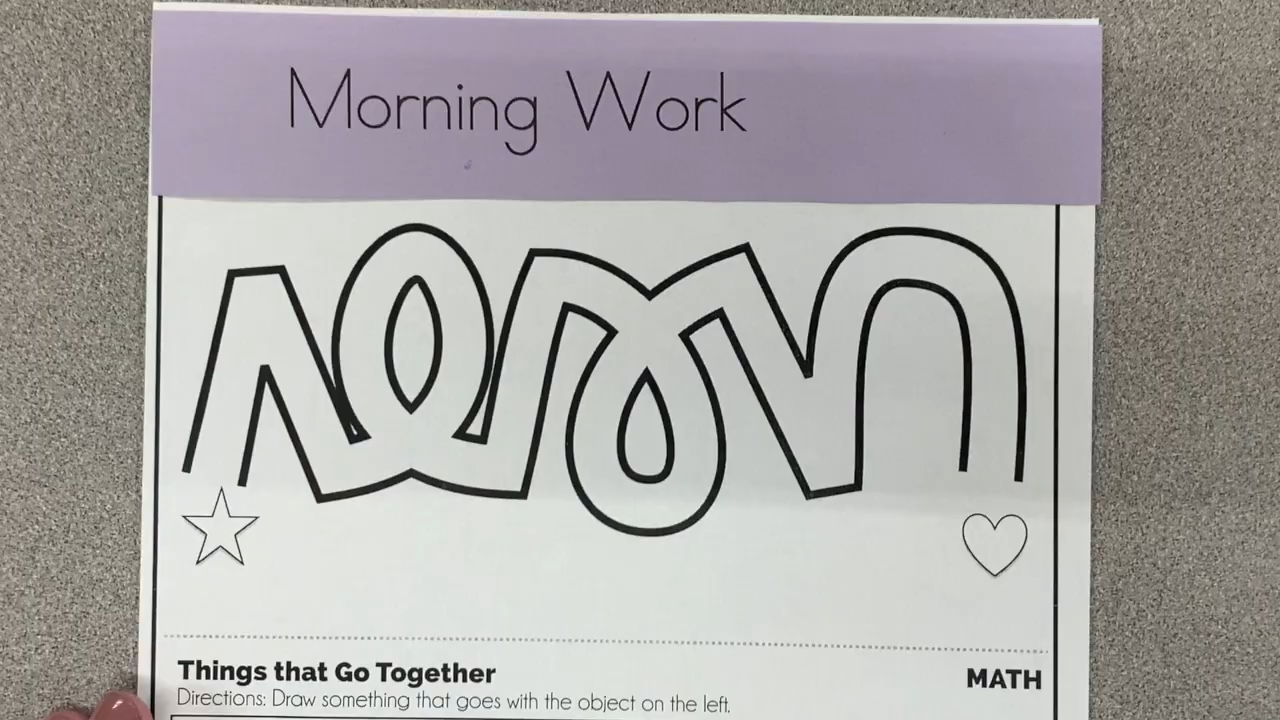 Morning Work
Things that Go Together
MATH
Directions: Draw something that goes with the object on the left.